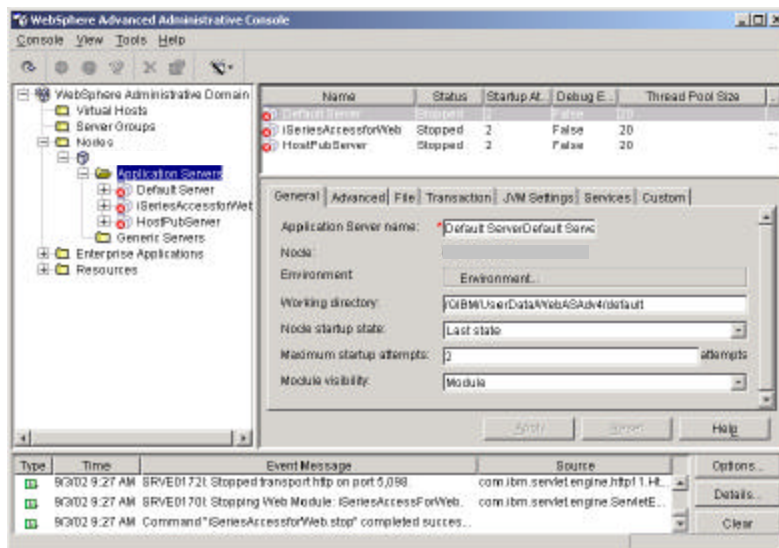 WebSphere Advanced Administrative Console
Console View Tools Help
WebSphere Administrative Domain
Virtual Hosts
Server Groups
Nodes
Application Servers
Default Server
iSeriesAccessforWeb
HostPubServer
Generic Servers
Enterprise Applications
Resources
Name Status Startup At.. Debug E... Thread Pool Size ...
Default Server Stopped 2 False 20
iSeriesAccessforWeb Stopped 2 False 20 ...
HostPubServer Stopped 2 False 20 ...
General Advanced File Transaction JVM Settings Services Custom
Application Server name: *Default ServerDefault Serve
Node:
Environment Environment...
Working directory: /QIBM/UserData/WebASAdv4/default
Node startup state: Last state
Maximum startup attempts: 2 attempts
Module visibility: Module
Apply Reset Help
Type Time Event Message Source
9/3/02 9:27 AM SRVE0172I: Stopped transport http on port 5,098. com.ibm.servlet.engine.http11.Ht...
9/3/02 9:27 AM SRVE0170I: Stopping Web Module: iSeriesAccessForWeb. com.ibm.servlet.engine.ServletE...
9/3/02 9:27 AM Command "iSeriesAccessforWeb.stop" completed succes...
Options...
Details...
Clear